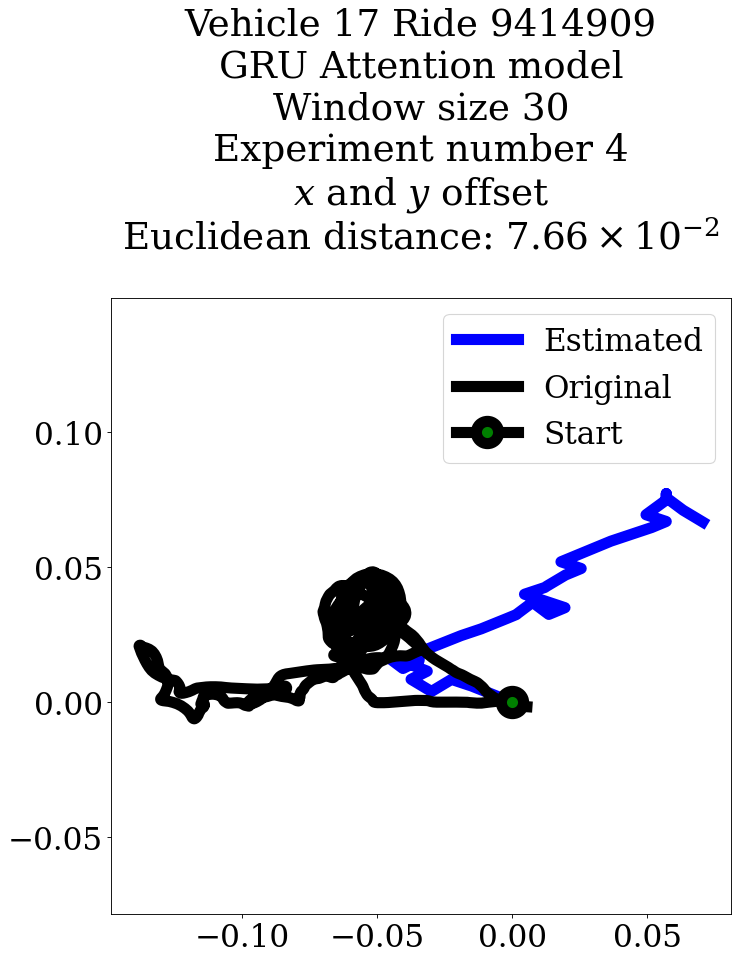 Vehicle 17 Ride 9414909
GRU Attention model
Window size 30
Experiment number 4
x and y offset
Euclidean distance: 7.66 × 10⁻²
Estimated
Original
Start
0.10
0.05
0.00
−0.05
−0.10
−0.05
0.00
0.05